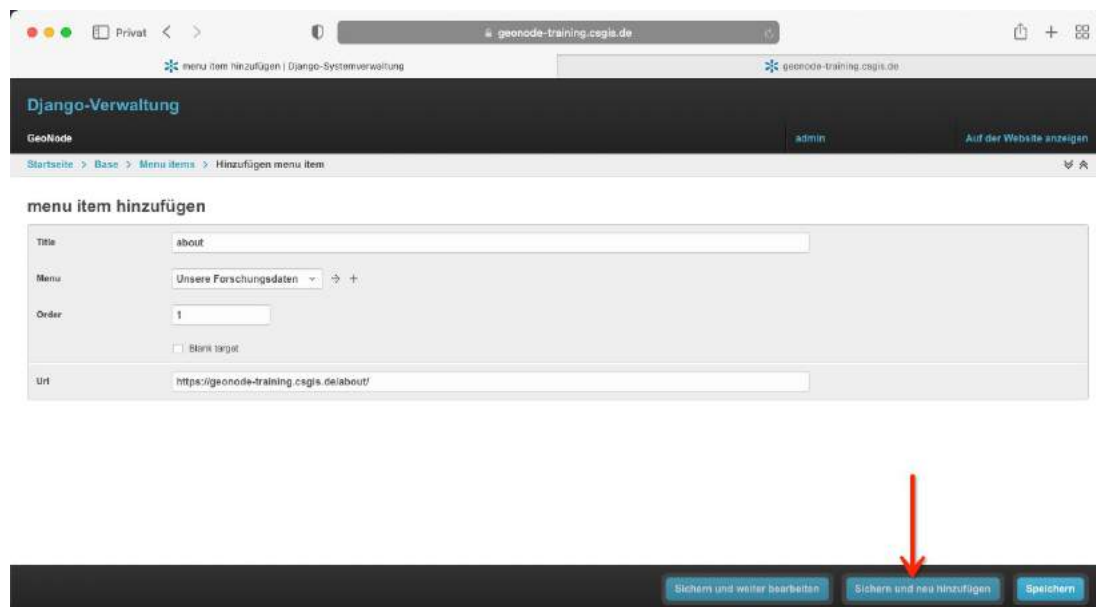 Privat
geonode-training.csgis.de
menu item hinzufügen | Django-Systemverwaltung
geonode-training.csgis.de
Django-Verwaltung
GeoNode admin Auf der Website anzeigen
Startseite > Base > Menu items > Hinzufügen menu item
menu item hinzufügen
Title about
Menu Unsere Forschungsdaten
Order 1
Blank target
Url https://geonode-training.csgis.de/about/
Sichern und weiter bearbeiten Sichern und neu hinzufügen Speichern